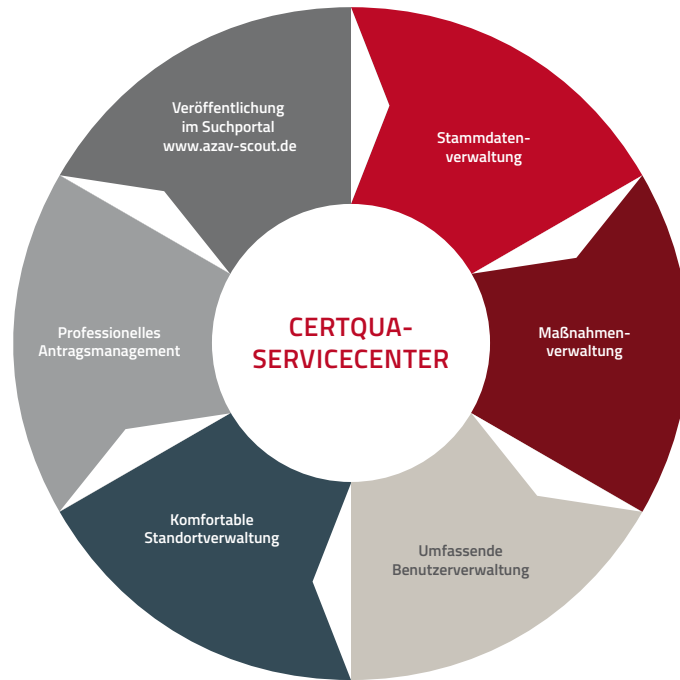 Veröffentlichung
im Suchportal
www.azav-scout.de
Stammdaten-
verwaltung
Professionelles
Antragsmanagement
CERTQUA-
SERVICECENTER
Maßnahmen-
verwaltung
Komfortable
Standortverwaltung
Umfassende
Benutzerverwaltung